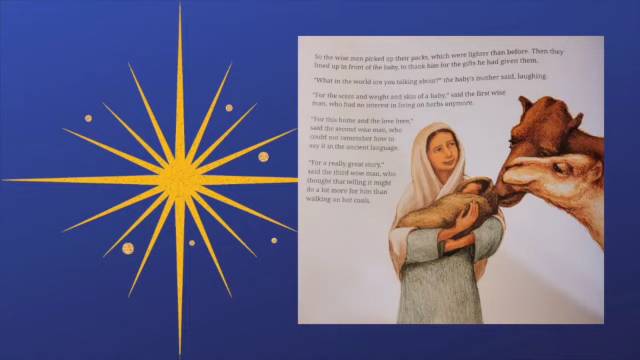 So the wise men picked up their packs, which were lighter than before. Then they
lined up in front of the baby, to thank him for the gifts he had given them.
"What in the world are you talking about?" the baby's mother said, laughing.
"For the scent and weight and skin of a baby," said the first wise
man, who had no interest in living on herbs anymore.
"For this home and the love here,"
said the second wise man, who
could not remember how to
say it in the ancient language.
"For a really great story,"
said the third wise man, who
thought that telling it might
do a lot more for him than
walking on hot coals.